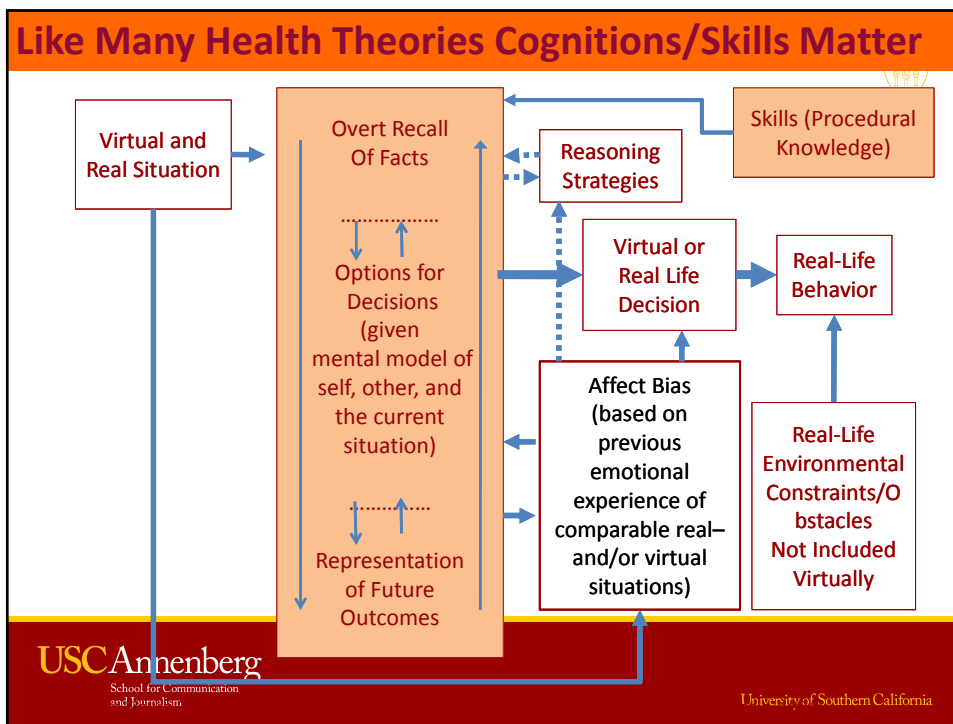 Like Many Health Theories Cognitions/Skills Matter
Virtual and
Real Situation
Overt Recall
Of Facts
………………
Options for
Decisions
(given
mental model of
self, other, and
the current
situation)
……………
Representation
of Future
Outcomes
Reasoning
Strategies
Skills (Procedural
Knowledge)
Virtual or
Real Life
Decision
Real-Life
Behavior
Affect Bias
(based on
previous
emotional
experience of
comparable real–
and/or virtual
situations)
Real-Life
Environmental
Constraints/O
bstacles
Not Included
Virtually
USC Annenberg
School for Communication
and Journalism
University of Southern California